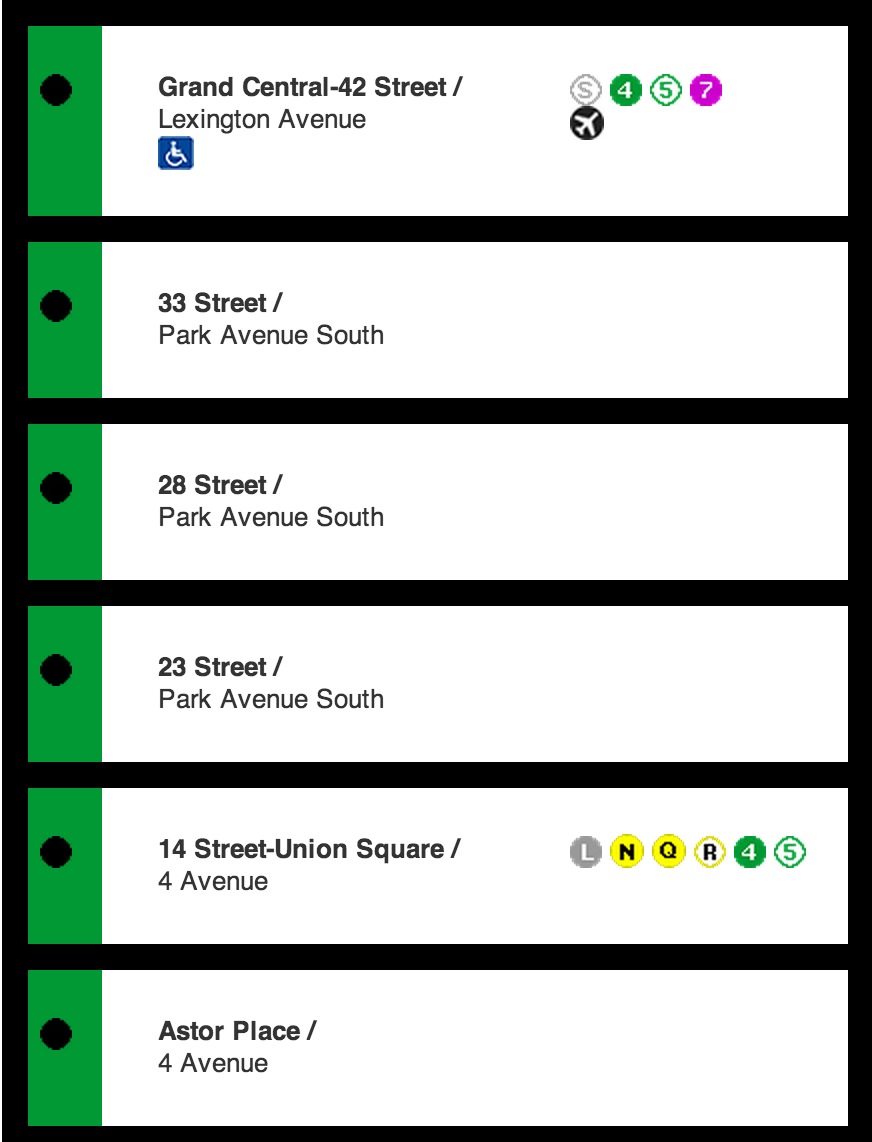 Grand Central-42 Street / S 4 5 7
Lexington Avenue
33 Street /
Park Avenue South
28 Street /
Park Avenue South
23 Street /
Park Avenue South
14 Street-Union Square / L N Q R 4 5
4 Avenue
Astor Place /
4 Avenue